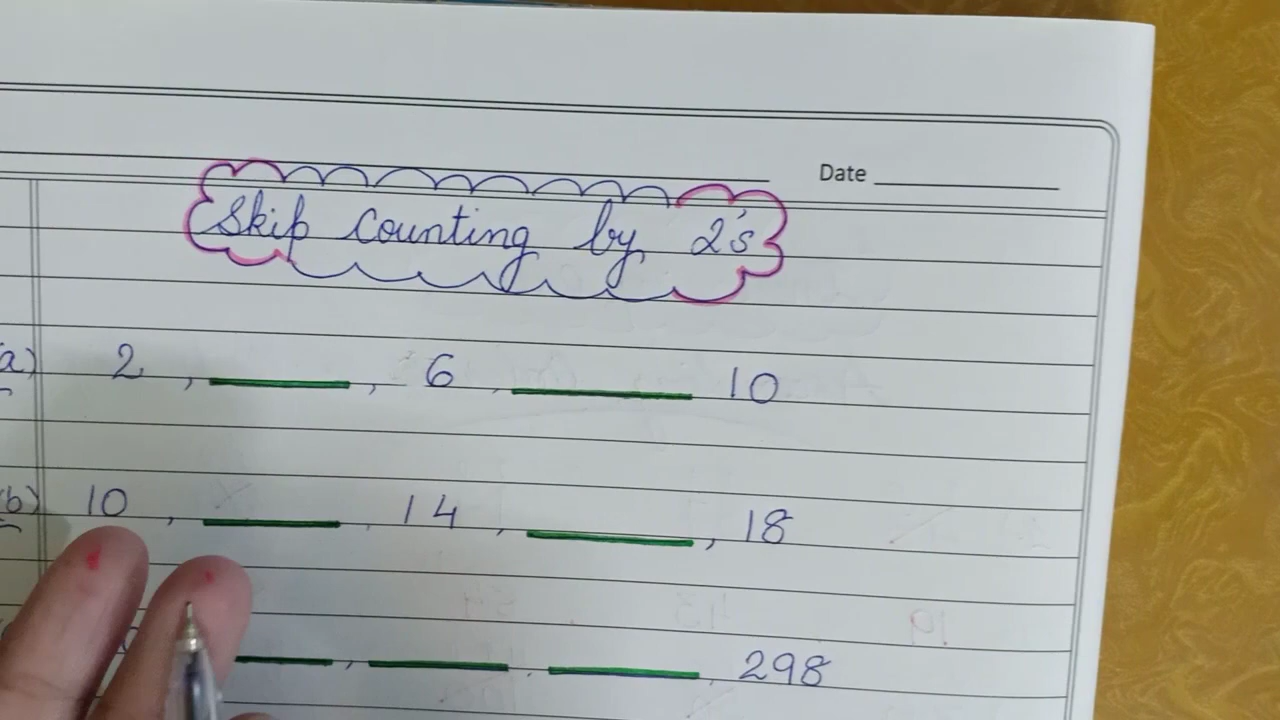 Date
Skip Counting by 2's
a) 2, ____, 6, ____ 10
(b) 10, ____, 14, ____, 18
____, ____, ____, 298